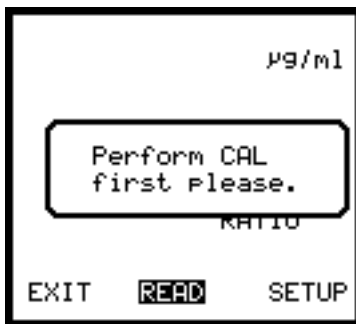 µg/ml
Perform CAL
first please.
RATIO
EXIT READ SETUP